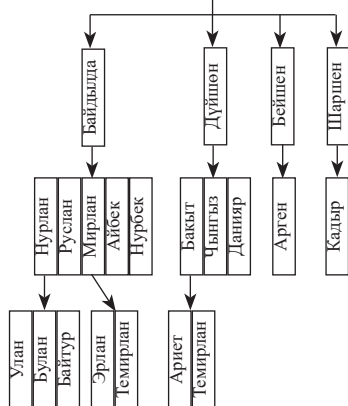 Байдылда
Дүйшөн
Бейшен
Шаршен
Нурлан
Руслан
Мирлан
Айбек
Нурбек
Бакыт
Чынгыз
Данияр
Арген
Кадыр
Улан
Булан
Байтур
Эрлан
Темирлан
Ариет
Темирлан